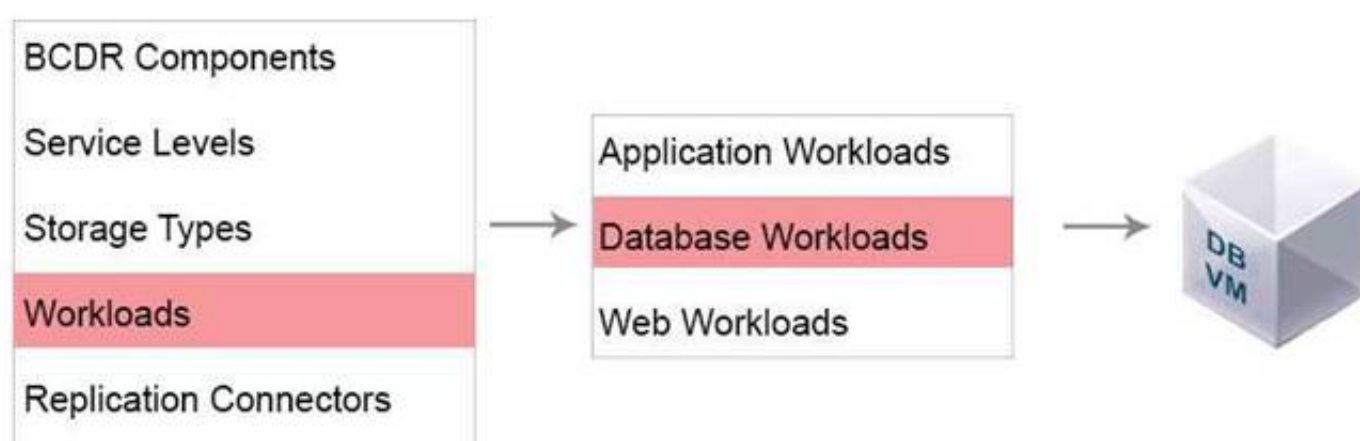 BCDR Components
Service Levels
Storage Types
Workloads
Replication Connectors
Application Workloads
Database Workloads
Web Workloads
DB
VM